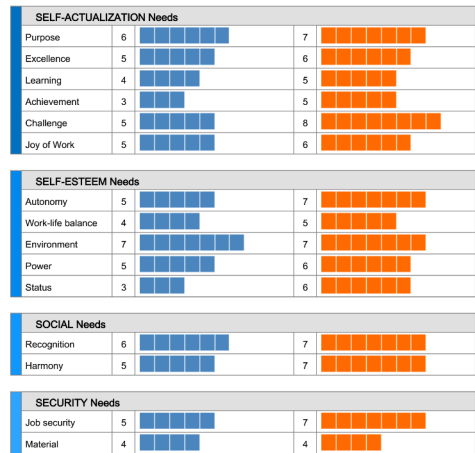 SELF-ACTUALIZATION Needs
Purpose 6 7
Excellence 5 6
Learning 4 5
Achievement 3 5
Challenge 5 8
Joy of Work 5 6
SELF-ESTEEM Needs
Autonomy 5 7
Work-life balance 4 5
Environment 7 7
Power 5 6
Status 3 6
SOCIAL Needs
Recognition 6 7
Harmony 5 7
SECURITY Needs
Job security 5 7
Material 4 4